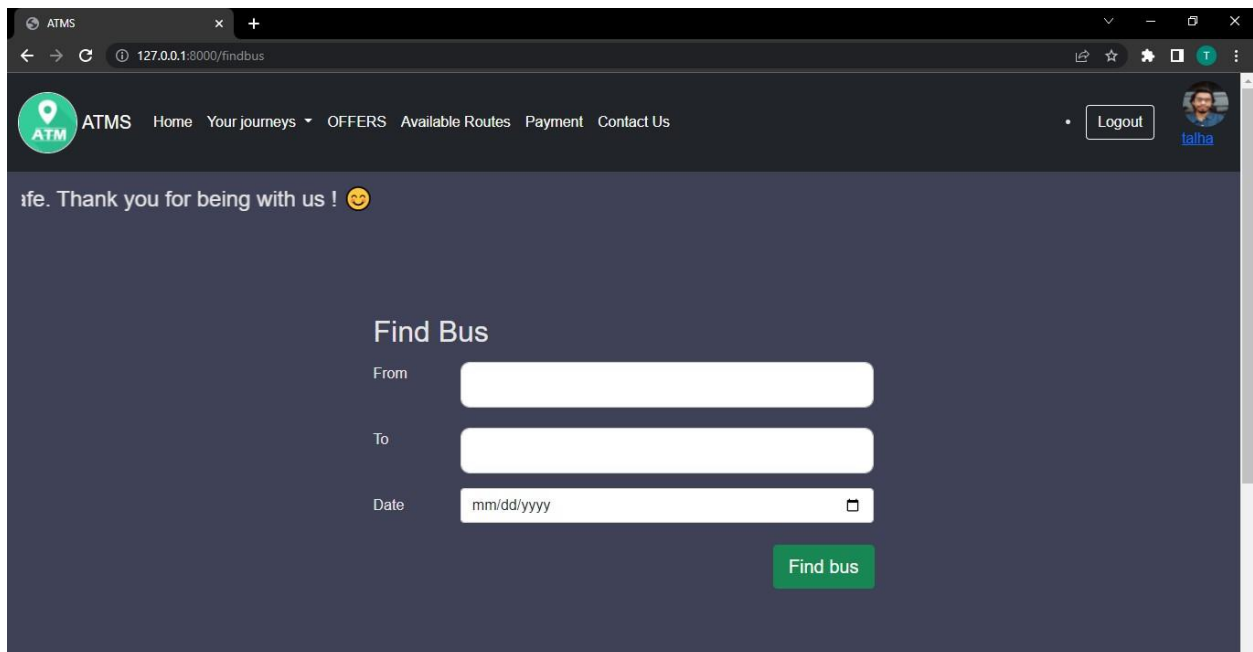 ATMS
127.0.0.1:8000/findbus
T
ATM
ATMS Home Your journeys OFFERS Available Routes Payment Contact Us
Logout
talha
afe. Thank you for being with us ! 😊
Find Bus
From
To
Date mm/dd/yyyy
Find bus